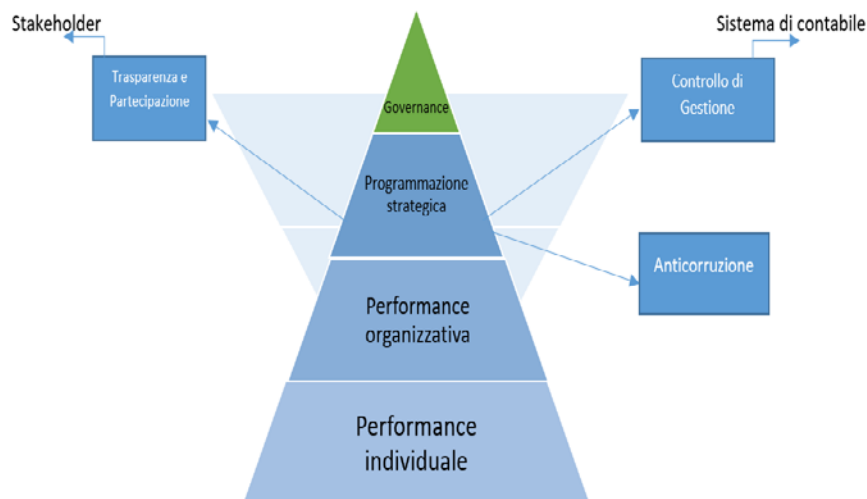 Stakeholder
Sistema di contabile
Trasparenza e
Partecipazione
Controllo di
Gestione
Governance
Programmazione
strategica
Anticorruzione
Performance
organizzativa
Performance
individuale